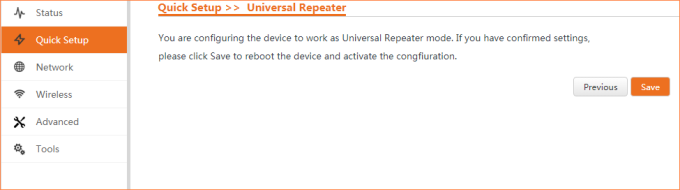 Quick Setup >> Universal Repeater
Status
Quick Setup
Network
Wireless
Advanced
Tools
You are configuring the device to work as Universal Repeater mode. If you have confirmed settings,
please click Save to reboot the device and activate the congfiuration.
Previous
Save